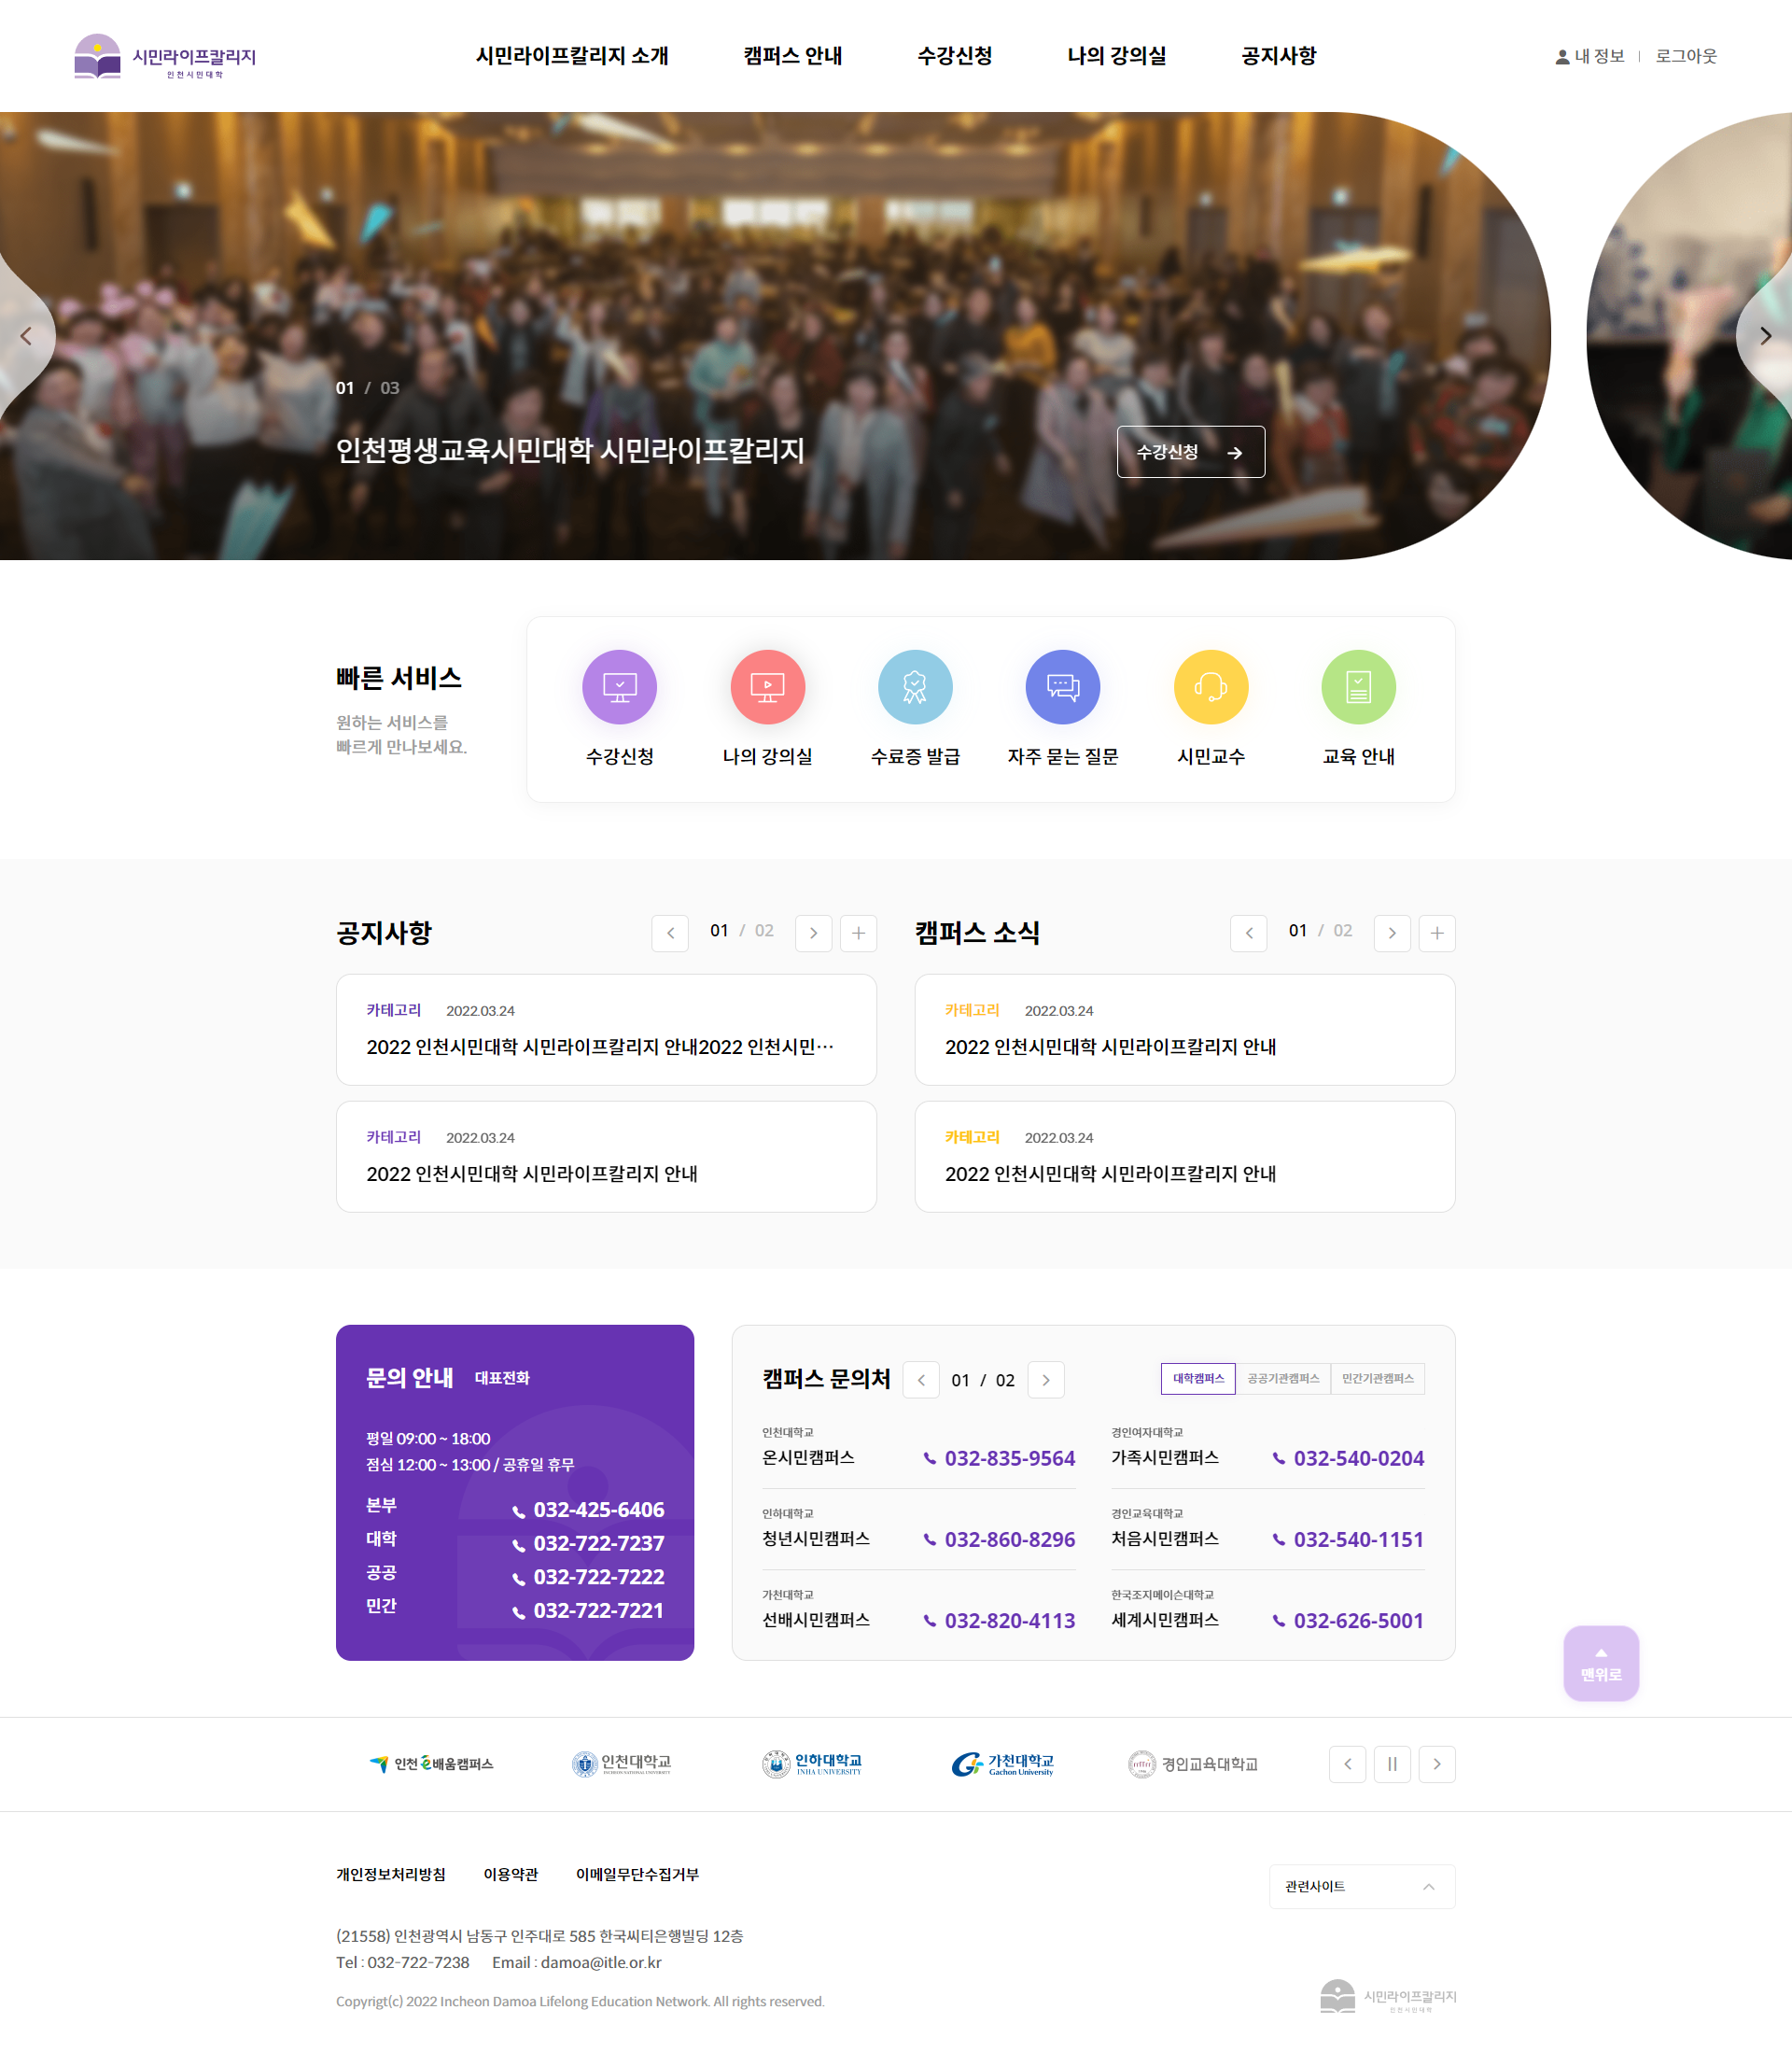 시민라이프칼리지
인천시민대학
시민라이프칼리지 소개
캠퍼스 안내
수강신청
나의 강의실
공지사항
내 정보
로그아웃
01 / 03
인천평생교육시민대학 시민라이프칼리지
수강신청
빠른 서비스
원하는 서비스를
빠르게 만나보세요.
수강신청
나의 강의실
수료증 발급
자주 묻는 질문
시민교수
교육 안내
공지사항
01 / 02
카테고리 2022.03.24
2022 인천시민대학 시민라이프칼리지 안내2022 인천시민…
카테고리 2022.03.24
2022 인천시민대학 시민라이프칼리지 안내
캠퍼스 소식
01 / 02
카테고리 2022.03.24
2022 인천시민대학 시민라이프칼리지 안내
카테고리 2022.03.24
2022 인천시민대학 시민라이프칼리지 안내
문의 안내 대표전화
평일 09:00 ~ 18:00
점심 12:00 ~ 13:00 / 공휴일 휴무
본부 032-425-6406
대학 032-722-7237
공공 032-722-7222
민간 032-722-7221
캠퍼스 문의처
01 / 02
대학캠퍼스
공공기관캠퍼스
민간기관캠퍼스
인천대학교
온시민캠퍼스 032-835-9564
경인여자대학교
가족시민캠퍼스 032-540-0204
인하대학교
청년시민캠퍼스 032-860-8296
경인교육대학교
처음시민캠퍼스 032-540-1151
가천대학교
선배시민캠퍼스 032-820-4113
한국조지메이슨대학교
세계시민캠퍼스 032-626-5001
맨위로
인천e배움캠퍼스
인천대학교
INCHEON NATIONAL UNIVERSITY
인하대학교
INHA UNIVERSITY
가천대학교
Gachon University
경인교육대학교
개인정보처리방침
이용약관
이메일무단수집거부
관련사이트
(21558) 인천광역시 남동구 인주대로 585 한국씨티은행빌딩 12층
Tel : 032-722-7238 Email : damoa@itle.or.kr
Copyrigt(c) 2022 Incheon Damoa Lifelong Education Network. All rights reserved.
시민라이프칼리지
인천시민대학